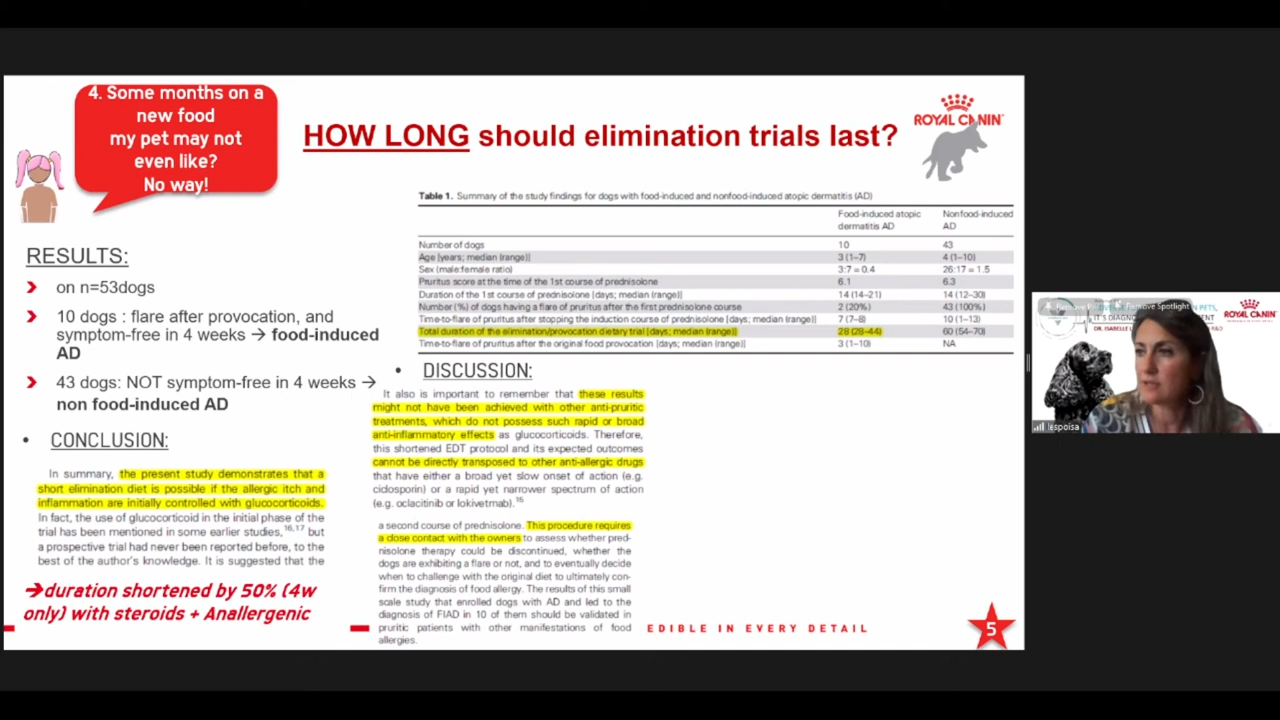 4. Some months on a
new food
my pet may not
even like?
No way!
HOW LONG should elimination trials last?
ROYAL CANIN
RESULTS:
on n=53dogs
10 dogs : flare after provocation, and
symptom-free in 4 weeks → food-induced
AD
43 dogs: NOT symptom-free in 4 weeks →
non food-induced AD
• CONCLUSION:
In summary, the present study demonstrates that a
short elimination diet is possible if the allergic itch and
inflammation are initially controlled with glucocorticoids.
In fact, the use of glucocorticoid in the initial phase of the
trial has been mentioned in some earlier studies,16,17 but
a prospective trial had never been reported before, to the
best of the author's knowledge. It is suggested that the
→duration shortened by 50% (4w
only) with steroids + Anallergenic
Table 1. Summary of the study findings for dogs with food-induced and nonfood-induced atopic dermatitis (AD)
Food-induced atopic Nonfood-induced
dermatitis AD AD
Number of dogs 10 43
Age [years; median (range)] 3 (1–7) 4 (1–10)
Sex (male:female ratio) 3:7 = 0.4 26:17 = 1.5
Pruritus score at the time of the 1st course of prednisolone 6.1 6.3
Duration of the 1st course of prednisolone [days; median (range)] 14 (14–21) 14 (12–30)
Number (%) of dogs having a flare of pruritus after the first prednisolone course 2 (20%) 43 (100%)
Time-to-flare of pruritus after stopping the induction course of prednisolone [days; median (range)] 7 (7–8) 10 (1–13)
Total duration of the elimination/provocation dietary trial [days; median (range)] 28 (28–44) 60 (54–70)
Time-to-flare of pruritus after the original food provocation [days; median (range)] 3 (1–10) NA
• DISCUSSION:
It also is important to remember that these results
might not have been achieved with other anti-pruritic
treatments, which do not possess such rapid or broad
anti-inflammatory effects as glucocorticoids. Therefore,
this shortened EDT protocol and its expected outcomes
cannot be directly transposed to other anti-allergic drugs
that have either a broad yet slow onset of action (e.g.
ciclosporin) or a rapid yet narrower spectrum of action
(e.g. oclacitinib or lokivetmab).16
a second course of prednisolone. This procedure requires
a close contact with the owners to assess whether pred-
nisolone therapy could be discontinued, whether the
dogs are exhibiting a flare or not, and to eventually decide
when to challenge with the original diet to ultimately con-
firm the diagnosis of food allergy. The results of this small
scale study that enrolled dogs with AD and led to the
diagnosis of FIAD in 10 of them should be validated in
pruritic patients with other manifestations of food
allergies.
EDIBLE IN EVERY DETAIL
5
Remove Spotlight
PETS,
IT'S DIAGN
MENT
DR. ISABELLE L
R&D
ROYAL CANIN
lespoisa